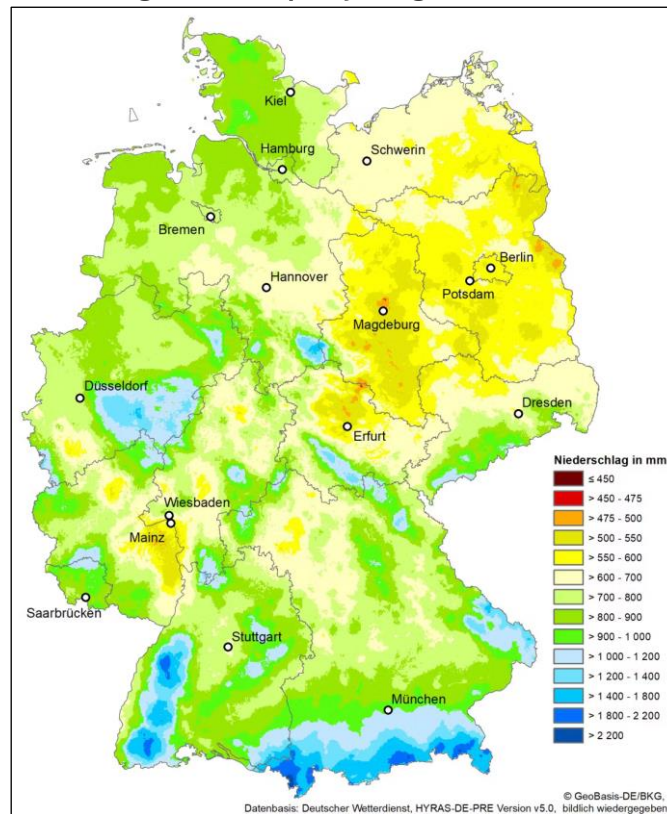 Kiel
Hamburg
Schwerin
Bremen
Berlin
Hannover
Potsdam
Magdeburg
Düsseldorf
Dresden
Erfurt
Wiesbaden
Mainz
Saarbrücken
Stuttgart
München
Niederschlag in mm
≤ 450
> 450 - 475
> 475 - 500
> 500 - 550
> 550 - 600
> 600 - 700
> 700 - 800
> 800 - 900
> 900 - 1 000
> 1 000 - 1 200
> 1 200 - 1 400
> 1 400 - 1 800
> 1 800 - 2 200
> 2 200
© GeoBasis-DE/BKG,
Datenbasis: Deutscher Wetterdienst, HYRAS-DE-PRE Version v5.0, bildlich wiedergegeben